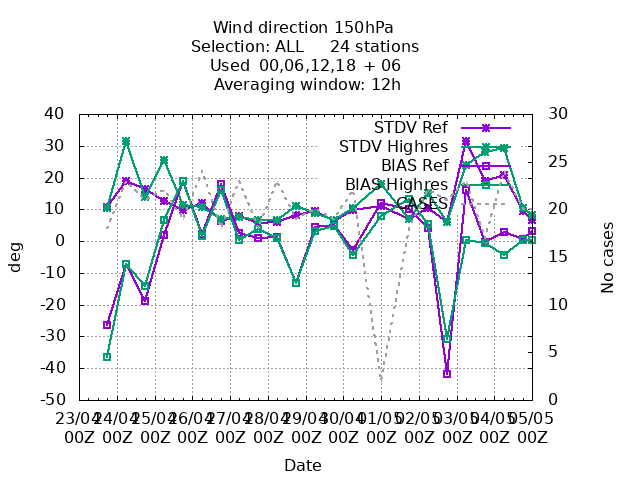 Wind direction 150hPa
Selection: ALL 24 stations
Used 00,06,12,18 + 06
Averaging window: 12h
40 30
30 25
20 20
10 15
0 10
-10 5
-20 0
-30
-40
-50
deg
No cases
STDV Ref
STDV Highres
BIAS Ref
BIAS Highres
CASES
23/04 24/04 25/04 26/04 27/04 28/04 29/04 30/04 01/05 02/05 03/05 04/05 05/05
00Z 00Z 00Z 00Z 00Z 00Z 00Z 00Z 00Z 00Z 00Z 00Z 00Z
Date